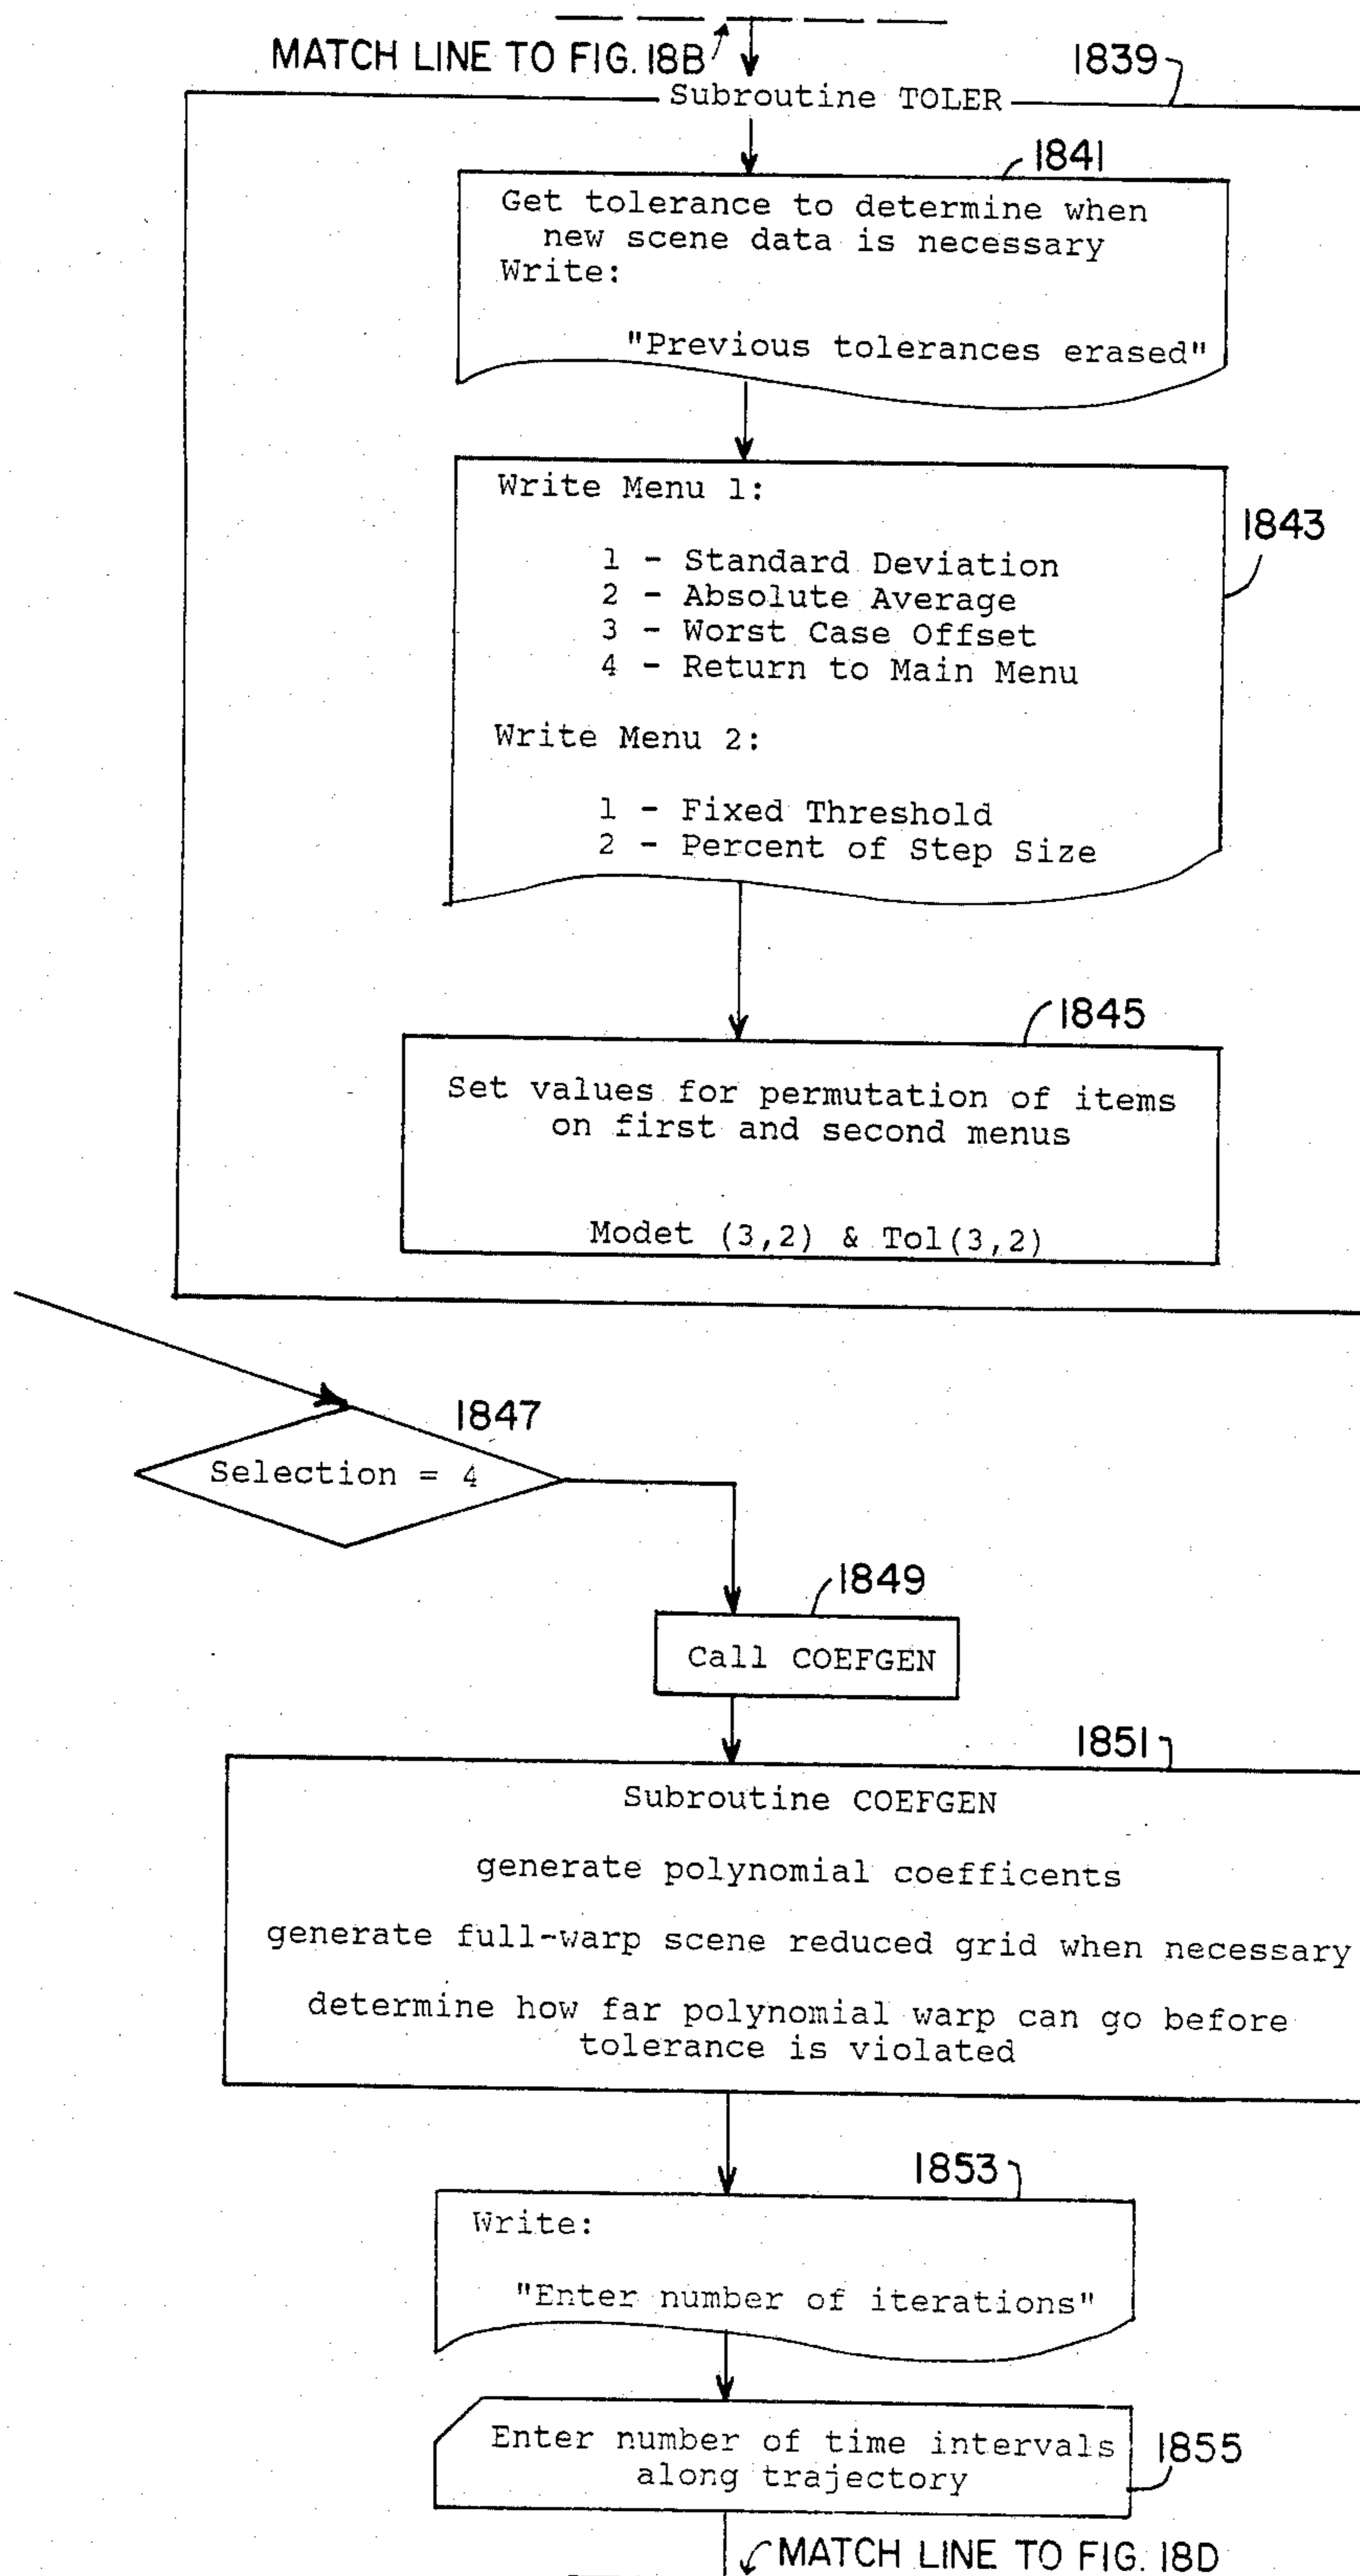 MATCH LINE TO FIG. 18B
1839
Subroutine TOLER
1841
Get tolerance to determine when
new scene data is necessary
Write:
"Previous tolerances erased"
Write Menu 1:
1843
1 - Standard Deviation
2 - Absolute Average
3 - Worst Case Offset
4 - Return to Main Menu
Write Menu 2:
1 - Fixed Threshold
2 - Percent of Step Size
1845
Set values for permutation of items
on first and second menus
Modet (3,2) & Tol(3,2)
1847
Selection = 4
1849
Call COEFGEN
1851
Subroutine COEFGEN
generate polynomial coefficents
generate full-warp scene reduced grid when necessary
determine how far polynomial warp can go before
tolerance is violated
1853
Write:
"Enter number of iterations"
Enter number of time intervals
along trajectory
1855
MATCH LINE TO FIG. 18D